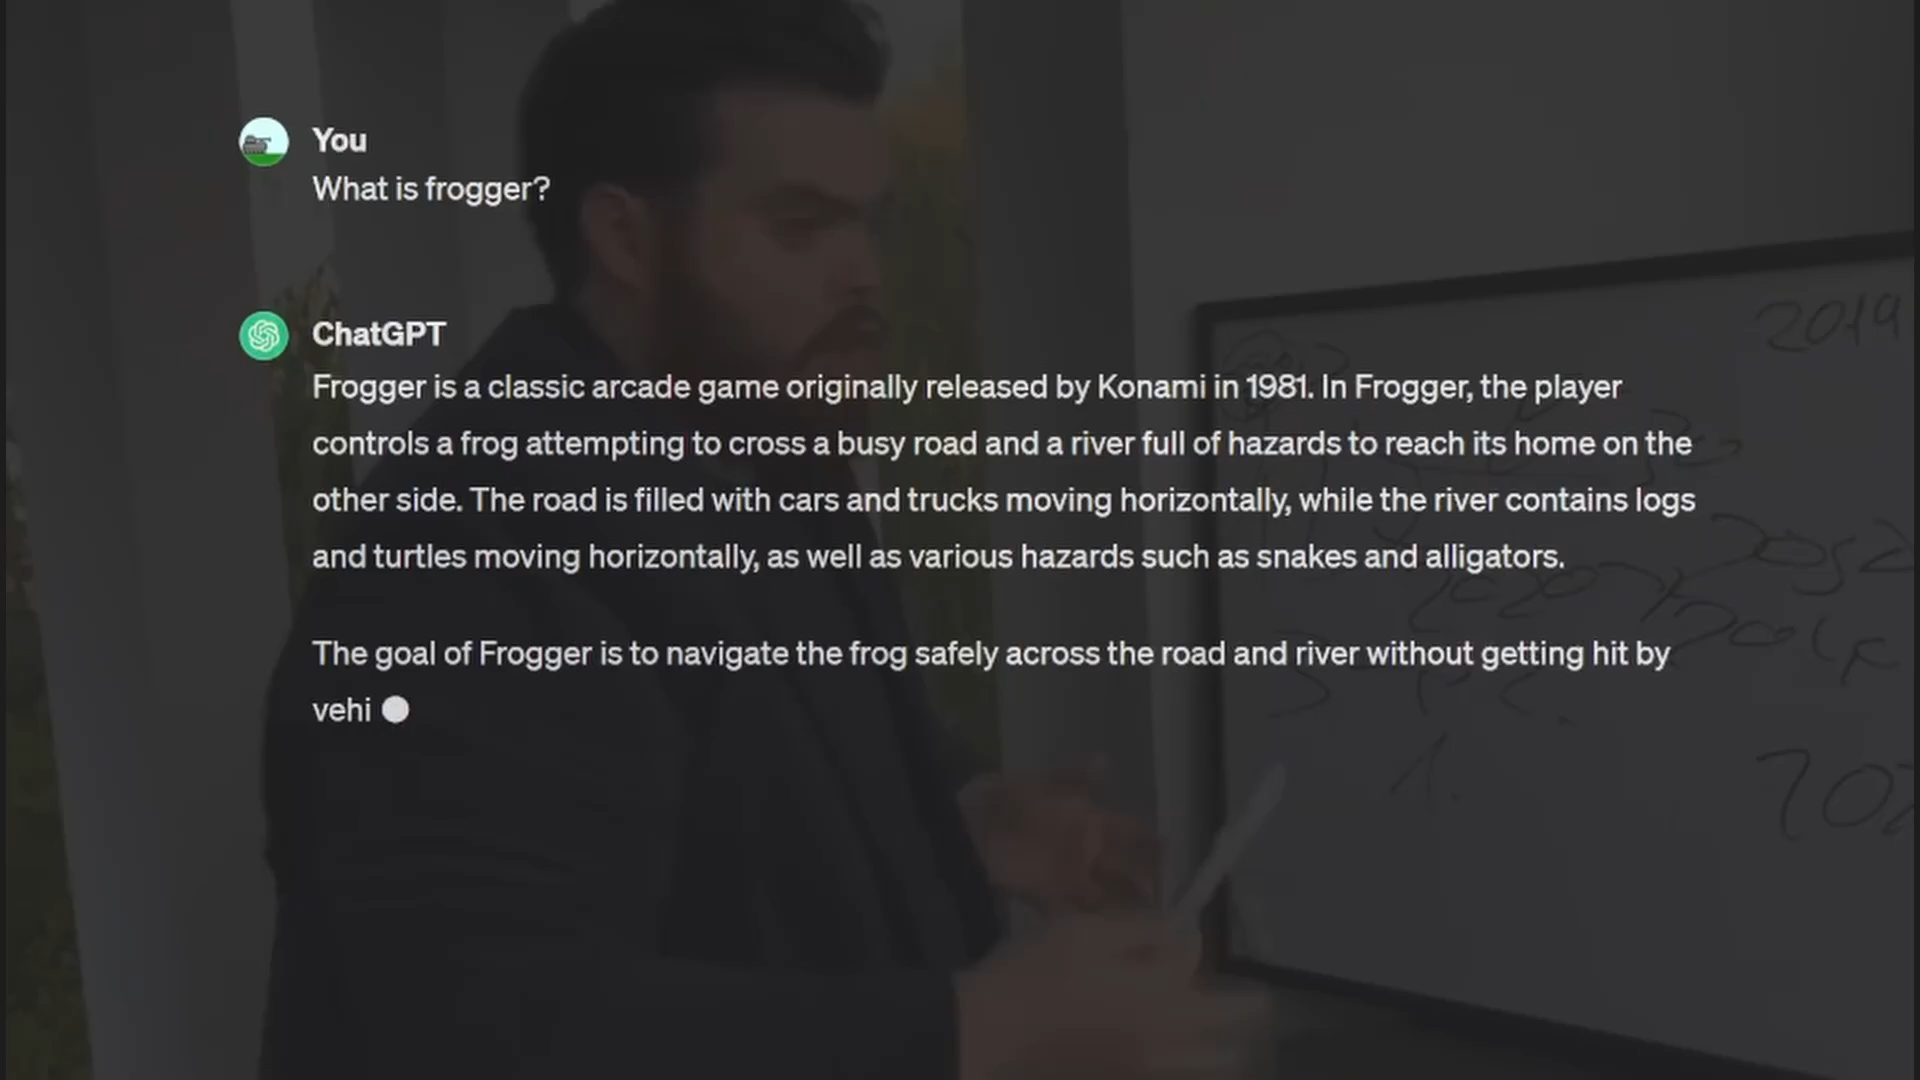 You
What is frogger?
ChatGPT
Frogger is a classic arcade game originally released by Konami in 1981. In Frogger, the player
controls a frog attempting to cross a busy road and a river full of hazards to reach its home on the
other side. The road is filled with cars and trucks moving horizontally, while the river contains logs
and turtles moving horizontally, as well as various hazards such as snakes and alligators.
The goal of Frogger is to navigate the frog safely across the road and river without getting hit by
vehi
2019